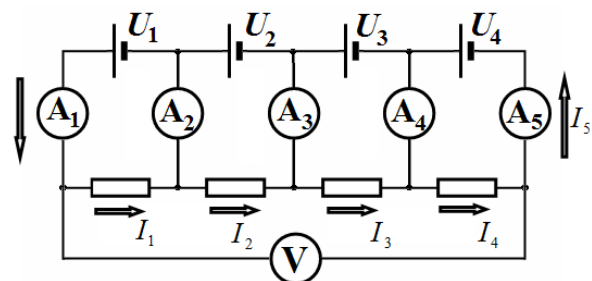 U₁ U₂ U₃ U₄
A₁ A₂ A₃ A₄ A₅ I₅
I₁ I₂ I₃ I₄
V